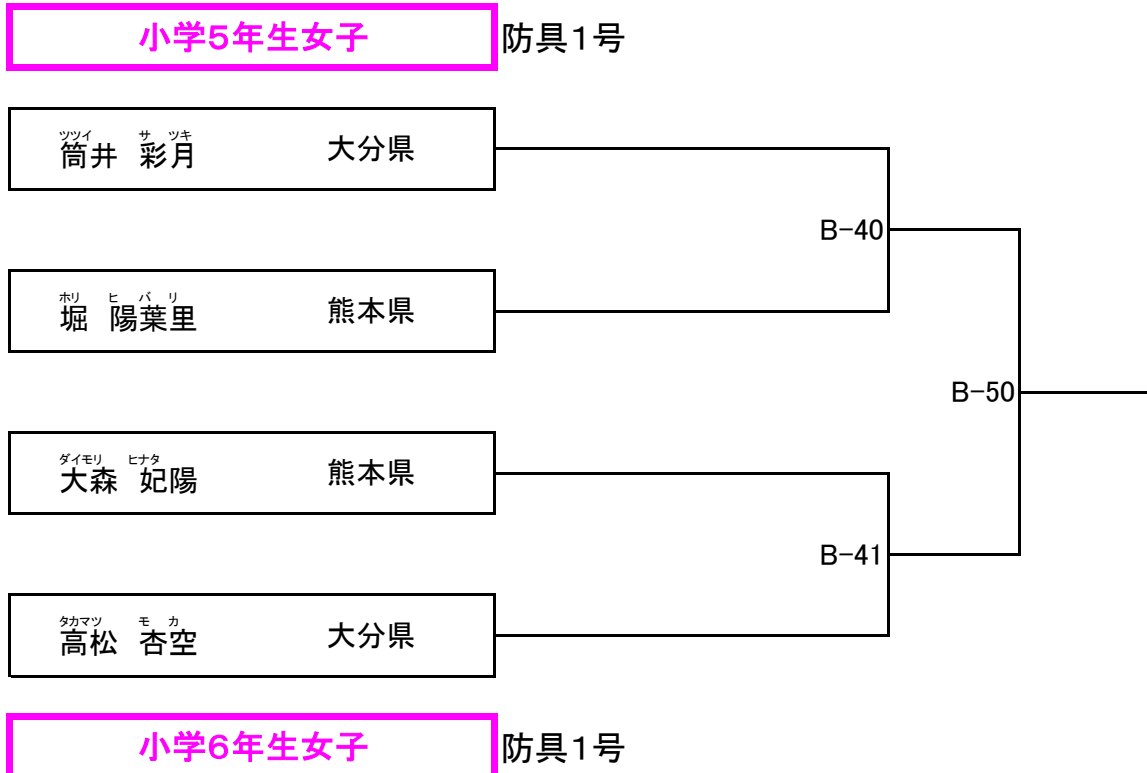 小学5年生女子 防具1号
ツツイ サ ツキ
筒井 彩月 大分県
B-40
ホリ ヒ バ リ
堀 陽葉里 熊本県
B-50
ダイモリ ヒナタ
大森 妃陽 熊本県
B-41
タカマツ モ カ
高松 杏空 大分県
小学6年生女子 防具1号